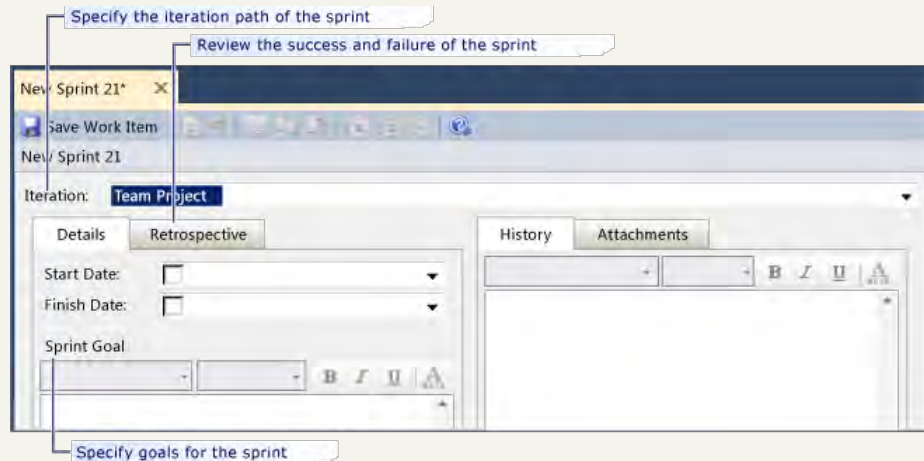 Specify the iteration path of the sprint
Review the success and failure of the sprint
New Sprint 21*
Save Work Item
New Sprint 21
Iteration: Team Project
Details Retrospective History Attachments
Start Date:
Finish Date:
B I U A
Sprint Goal
B I U A
Specify goals for the sprint